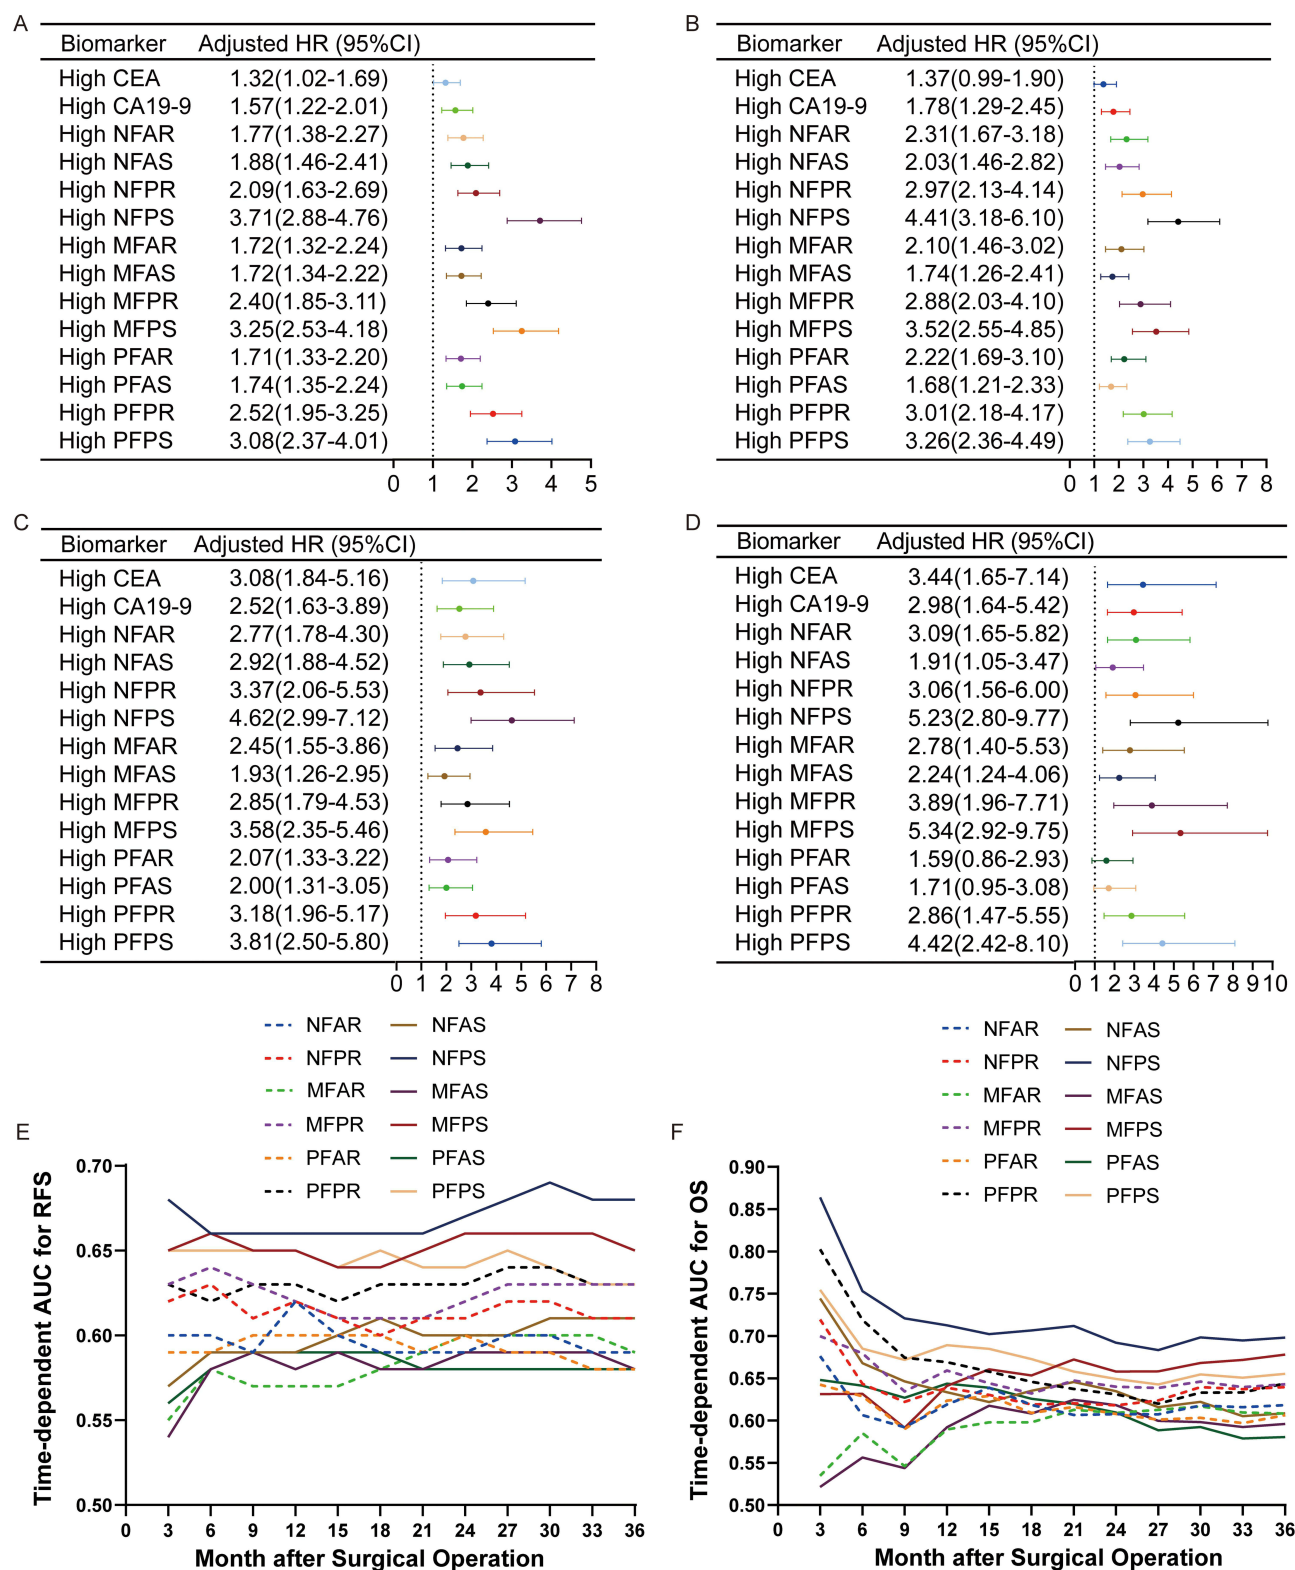 A
Biomarker Adjusted HR (95%CI)
High CEA 1.32(1.02-1.69)
High CA19-9 1.57(1.22-2.01)
High NFAR 1.77(1.38-2.27)
High NFAS 1.88(1.46-2.41)
High NFPR 2.09(1.63-2.69)
High NFPS 3.71(2.88-4.76)
High MFAR 1.72(1.32-2.24)
High MFAS 1.72(1.34-2.22)
High MFPR 2.40(1.85-3.11)
High MFPS 3.25(2.53-4.18)
High PFAR 1.71(1.33-2.20)
High PFAS 1.74(1.35-2.24)
High PFPR 2.52(1.95-3.25)
High PFPS 3.08(2.37-4.01)
0 1 2 3 4 5
B
Biomarker Adjusted HR (95%CI)
High CEA 1.37(0.99-1.90)
High CA19-9 1.78(1.29-2.45)
High NFAR 2.31(1.67-3.18)
High NFAS 2.03(1.46-2.82)
High NFPR 2.97(2.13-4.14)
High NFPS 4.41(3.18-6.10)
High MFAR 2.10(1.46-3.02)
High MFAS 1.74(1.26-2.41)
High MFPR 2.88(2.03-4.10)
High MFPS 3.52(2.55-4.85)
High PFAR 2.22(1.69-3.10)
High PFAS 1.68(1.21-2.33)
High PFPR 3.01(2.18-4.17)
High PFPS 3.26(2.36-4.49)
0 1 2 3 4 5 6 7 8
C
Biomarker Adjusted HR (95%CI)
High CEA 3.08(1.84-5.16)
High CA19-9 2.52(1.63-3.89)
High NFAR 2.77(1.78-4.30)
High NFAS 2.92(1.88-4.52)
High NFPR 3.37(2.06-5.53)
High NFPS 4.62(2.99-7.12)
High MFAR 2.45(1.55-3.86)
High MFAS 1.93(1.26-2.95)
High MFPR 2.85(1.79-4.53)
High MFPS 3.58(2.35-5.46)
High PFAR 2.07(1.33-3.22)
High PFAS 2.00(1.31-3.05)
High PFPR 3.18(1.96-5.17)
High PFPS 3.81(2.50-5.80)
0 1 2 3 4 5 6 7 8
D
Biomarker Adjusted HR (95%CI)
High CEA 3.44(1.65-7.14)
High CA19-9 2.98(1.64-5.42)
High NFAR 3.09(1.65-5.82)
High NFAS 1.91(1.05-3.47)
High NFPR 3.06(1.56-6.00)
High NFPS 5.23(2.80-9.77)
High MFAR 2.78(1.40-5.53)
High MFAS 2.24(1.24-4.06)
High MFPR 3.89(1.96-7.71)
High MFPS 5.34(2.92-9.75)
High PFAR 1.59(0.86-2.93)
High PFAS 1.71(0.95-3.08)
High PFPR 2.86(1.47-5.55)
High PFPS 4.42(2.42-8.10)
0 1 2 3 4 5 6 7 8 9 10
E
NFAR NFAS
NFPR NFPS
MFAR MFAS
MFPR MFPS
PFAR PFAS
PFPR PFPS
Time-dependent AUC for RFS
0.70
0.65
0.60
0.55
0.50
0 3 6 9 12 15 18 21 24 27 30 33 36
Month after Surgical Operation
F
NFAR NFAS
NFPR NFPS
MFAR MFAS
MFPR MFPS
PFAR PFAS
PFPR PFPS
Time-dependent AUC for OS
0.90
0.85
0.80
0.75
0.70
0.65
0.60
0.55
0.50
0 3 6 9 12 15 18 21 24 27 30 33 36
Month after Surgical Operation